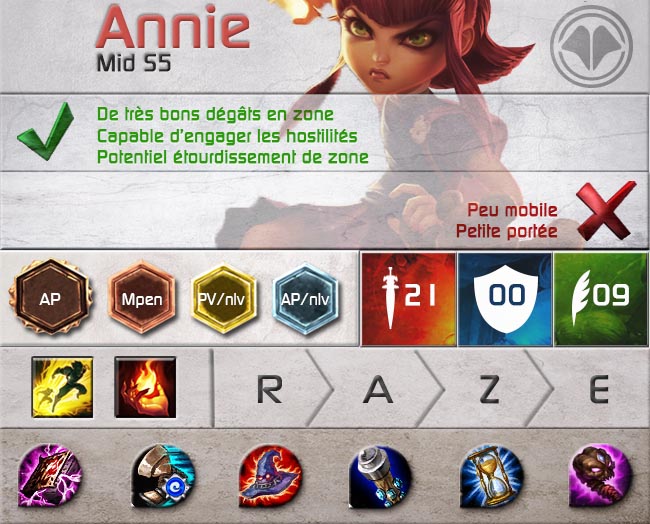 Annie
Mid S5
De très bons dégâts en zone
Capable d'engager les hostilités
Potentiel étourdissement de zone
Peu mobile
Petite portée
AP
Mpen
PV/nlv
AP/nlv
21
00
09
R A Z E